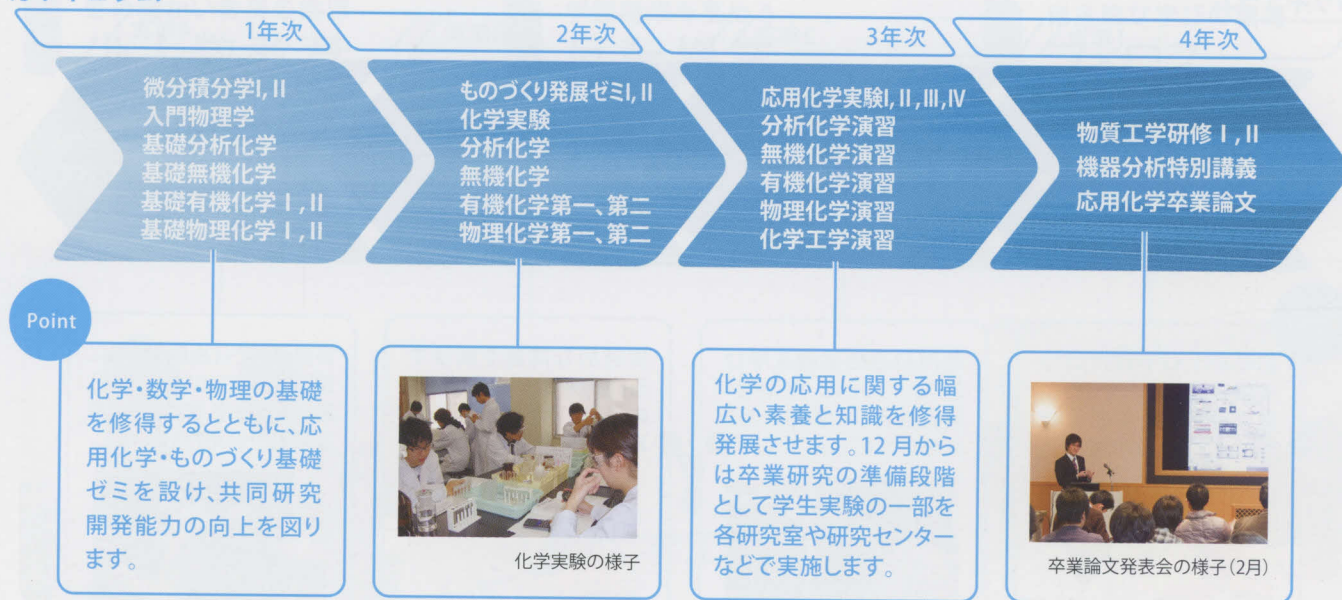 1年次
微分積分学I, II
入門物理学
基礎分析化学
基礎無機化学
基礎有機化学 I , II
基礎物理化学 I , II
2年次
ものづくり発展ゼミI, II
化学実験
分析化学
無機化学
有機化学第一、第二
物理化学第一、第二
3年次
応用化学実験I, II , III, IV
分析化学演習
無機化学演習
有機化学演習
物理化学演習
化学工学演習
4年次
物質工学研修 I , II
機器分析特別講義
応用化学卒業論文
Point
化学・数学・物理の基礎
を修得するとともに、応
用化学・ものづくり基礎
ゼミを設け、共同研究
開発能力の向上を図り
ます。
化学実験の様子
化学の応用に関する幅
広い素養と知識を修得
発展させます。12 月から
は卒業研究の準備段階
として学生実験の一部を
各研究室や研究センター
などで実施します。
卒業論文発表会の様子 (2月)